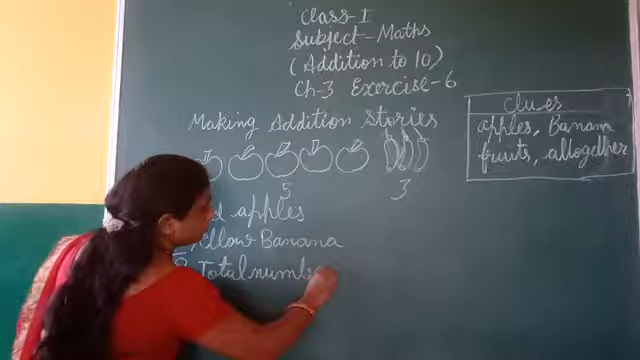 Class-I
Subject-Maths
(Addition to 10)
Ch-3 Exercise-6
Making Addition Stories
5
3
apples
Banana
Total
clues
apples, Banana
fruits, altogether